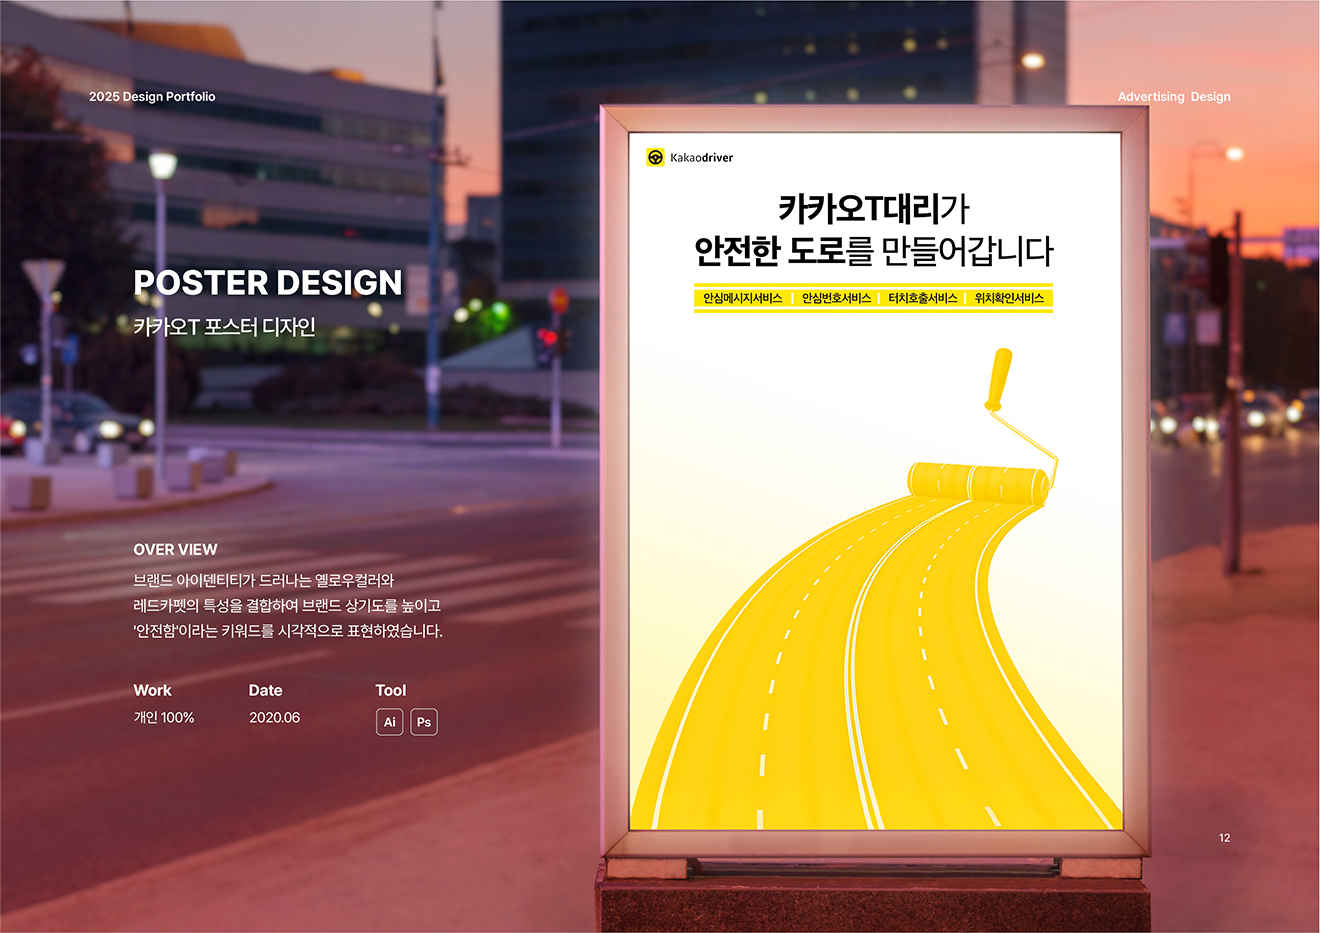 2025 Design Portfolio
Advertising Design
POSTER DESIGN
카카오T 포스터 디자인
OVER VIEW
브랜드 아이덴티티가 드러나는 옐로우컬러와
레드카펫의 특성을 결합하여 브랜드 상기도를 높이고
'안전함'이라는 키워드를 시각적으로 표현하였습니다.
Work
개인 100%
Date
2020.06
Tool
Ai Ps
Kakaodriver
카카오T대리가
안전한 도로를 만들어갑니다
안심메시지서비스 | 안심번호서비스 | 터치호출서비스 | 위치확인서비스
12